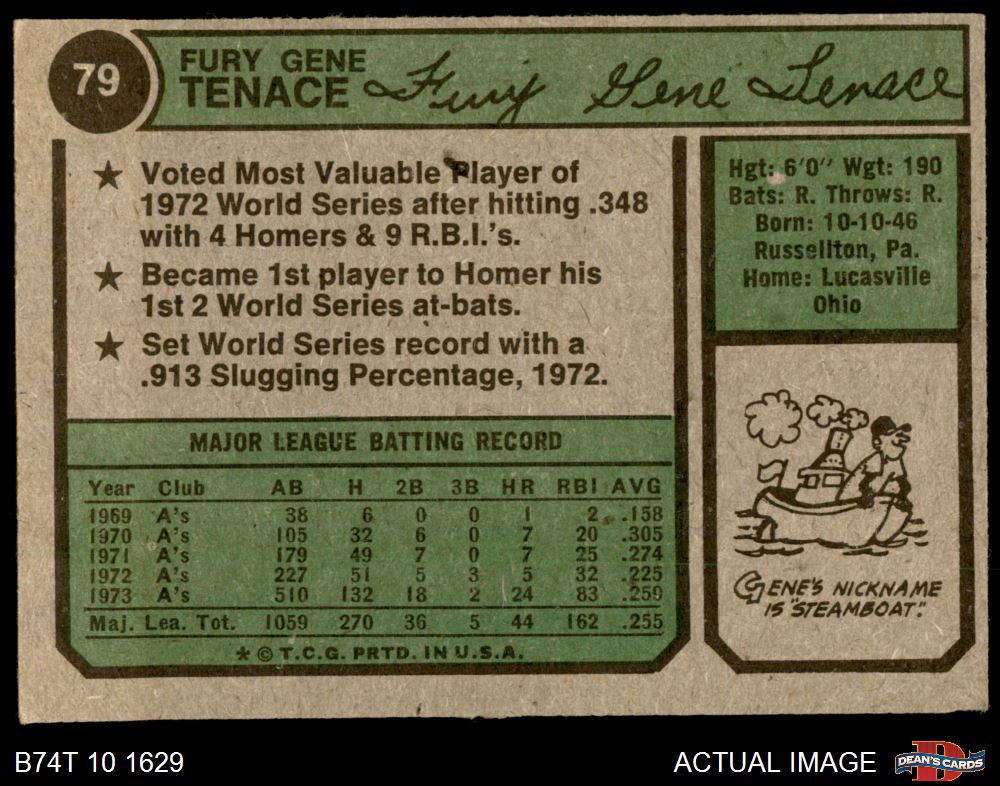 79
FURY GENE
TENACE
Fury Gene Tenace
★ Voted Most Valuable Player of
1972 World Series after hitting .348
with 4 Homers & 9 R.B.I.'s.
★ Became 1st player to Homer his
1st 2 World Series at-bats.
★ Set World Series record with a
.913 Slugging Percentage, 1972.
Hgt: 6'0" Wgt: 190
Bats: R. Throws: R.
Born: 10-10-46
Russellton, Pa.
Home: Lucasville
Ohio
MAJOR LEAGUE BATTING RECORD
Year Club AB H 2B 3B HR RBI AVG
1969 A's 38 6 0 0 1 2 .158
1970 A's 105 32 6 0 7 20 .305
1971 A's 179 49 7 0 7 25 .274
1972 A's 227 51 5 3 5 32 .225
1973 A's 510 132 18 2 24 83 .259
Maj. Lea. Tot. 1059 270 36 5 44 162 .255
* © T.C.G. PRTD. IN U.S.A.
GENE'S NICKNAME
IS "STEAMBOAT."
B74T 10 1629
ACTUAL IMAGE
DEAN'S CARDS